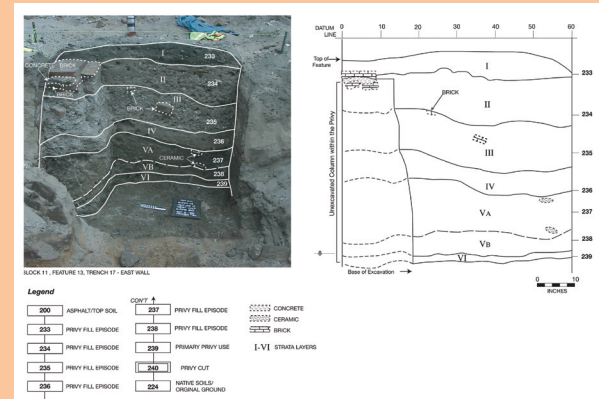 I
233
CONCRETE
BRICK
II
234
BRICK
III
BRICK
235
IV
236
VA
CERAMIC
237
VB
238
VI
239
BLOCK 11, FEATURE 13, TRENCH 17 - EAST WALL
DATUM
LINE
0
10
20
30
40
50
60
Top of
Feature
I
233
BRICK
II
234
III
235
IV
236
VA
VB
238
VI
239
Unexcavated Column within the Privy
Base of Excavation
0
10
INCHES
Legend
200
ASPHALT/TOP SOIL
233
PRIVY FILL EPISODE
234
PRIVY FILL EPISODE
235
PRIVY FILL EPISODE
236
PRIVY FILL EPISODE
CON'T
237
PRIVY FILL EPISODE
238
PRIVY FILL EPISODE
239
PRIMARY PRIVY USE
240
PRIVY CUT
224
NATIVE SOILS/
ORGINAL GROUND
CONCRETE
CERAMIC
BRICK
I-VI STRATA LAYERS